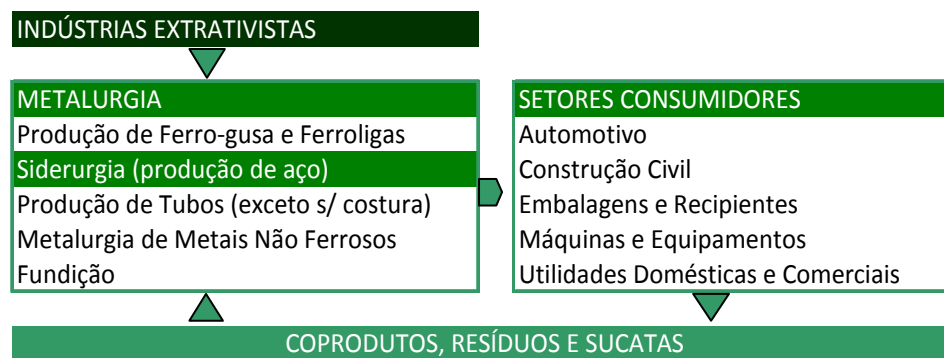 INDÚSTRIAS EXTRATIVISTAS
METALURGIA
Produção de Ferro-gusa e Ferroligas
Siderurgia (produção de aço)
Produção de Tubos (exceto s/ costura)
Metalurgia de Metais Não Ferrosos
Fundição
SETORES CONSUMIDORES
Automotivo
Construção Civil
Embalagens e Recipientes
Máquinas e Equipamentos
Utilidades Domésticas e Comerciais
COPRODUTOS, RESÍDUOS E SUCATAS